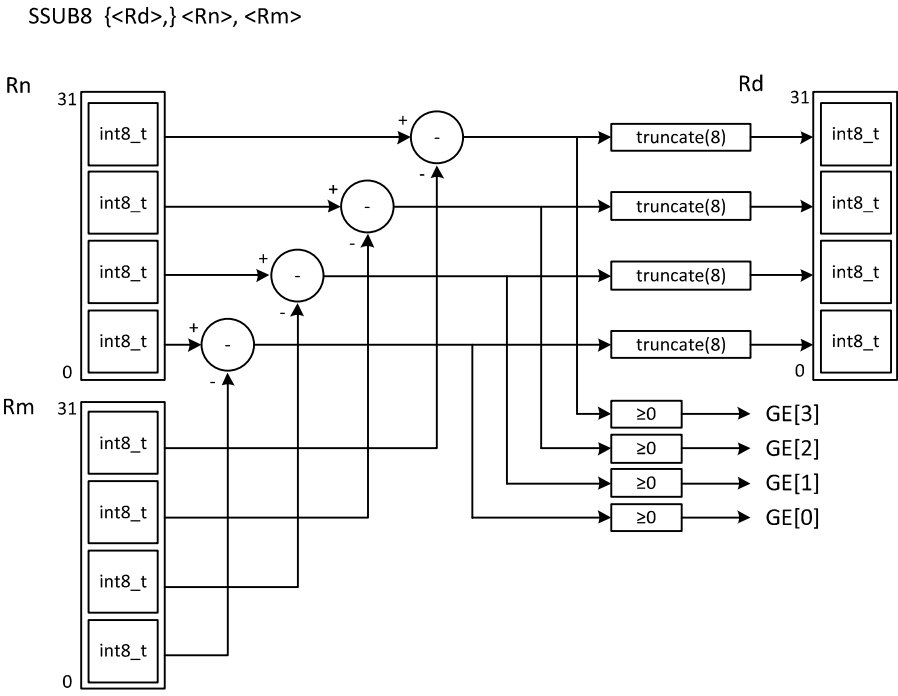 SSUB8 {<Rd>,} <Rn>, <Rm>
Rn
Rd
31
31
+
int8_t
-
truncate(8)
int8_t
-
+
int8_t
-
truncate(8)
int8_t
-
+
int8_t
-
truncate(8)
int8_t
-
+
int8_t
-
truncate(8)
int8_t
0
-
0
Rm
31
≥0
GE[3]
int8_t
≥0
GE[2]
≥0
GE[1]
int8_t
≥0
GE[0]
int8_t
int8_t
0